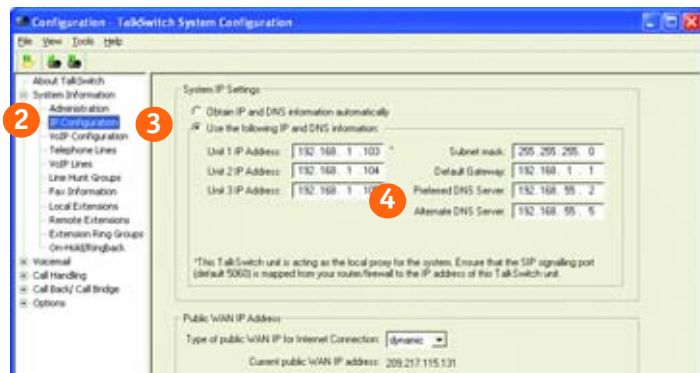 Configuration - TalkSwitch System Configuration
File View Tools Help
About TalkSwitch
System Information
Administration
2
IP Configuration
VoIP Configuration
Telephone Lines
VoIP Lines
Line Hunt Groups
Fax Information
Local Extensions
Remote Extensions
Extension Ring Groups
On-Hold/Ringback
Voicemail
Call Handling
Call Back/ Call Bridge
Options
System IP Settings
Obtain IP and DNS information automatically
3
Use the following IP and DNS information:
Unit 1 IP Address: 192. 168. 1 .103 *
Unit 2 IP Address: 192. 168. 1 .104
Unit 3 IP Address: 192. 168. 1
4
Subnet mask: 255. 255. 255. 0
Default Gateway: 192. 168. 1 . 1
Preferred DNS Server: 192. 168. 55 . 2
Alternate DNS Server: 192. 168. 55 . 5
*This TalkSwitch unit is acting as the local proxy for the system. Ensure that the SIP signalling port
(default 5060) is mapped from your router/firewall to the IP address of this TalkSwitch unit.
Public WAN IP Address
Type of public WAN IP for Internet Connection: dynamic
Current public WAN IP address: 209.217.115.131